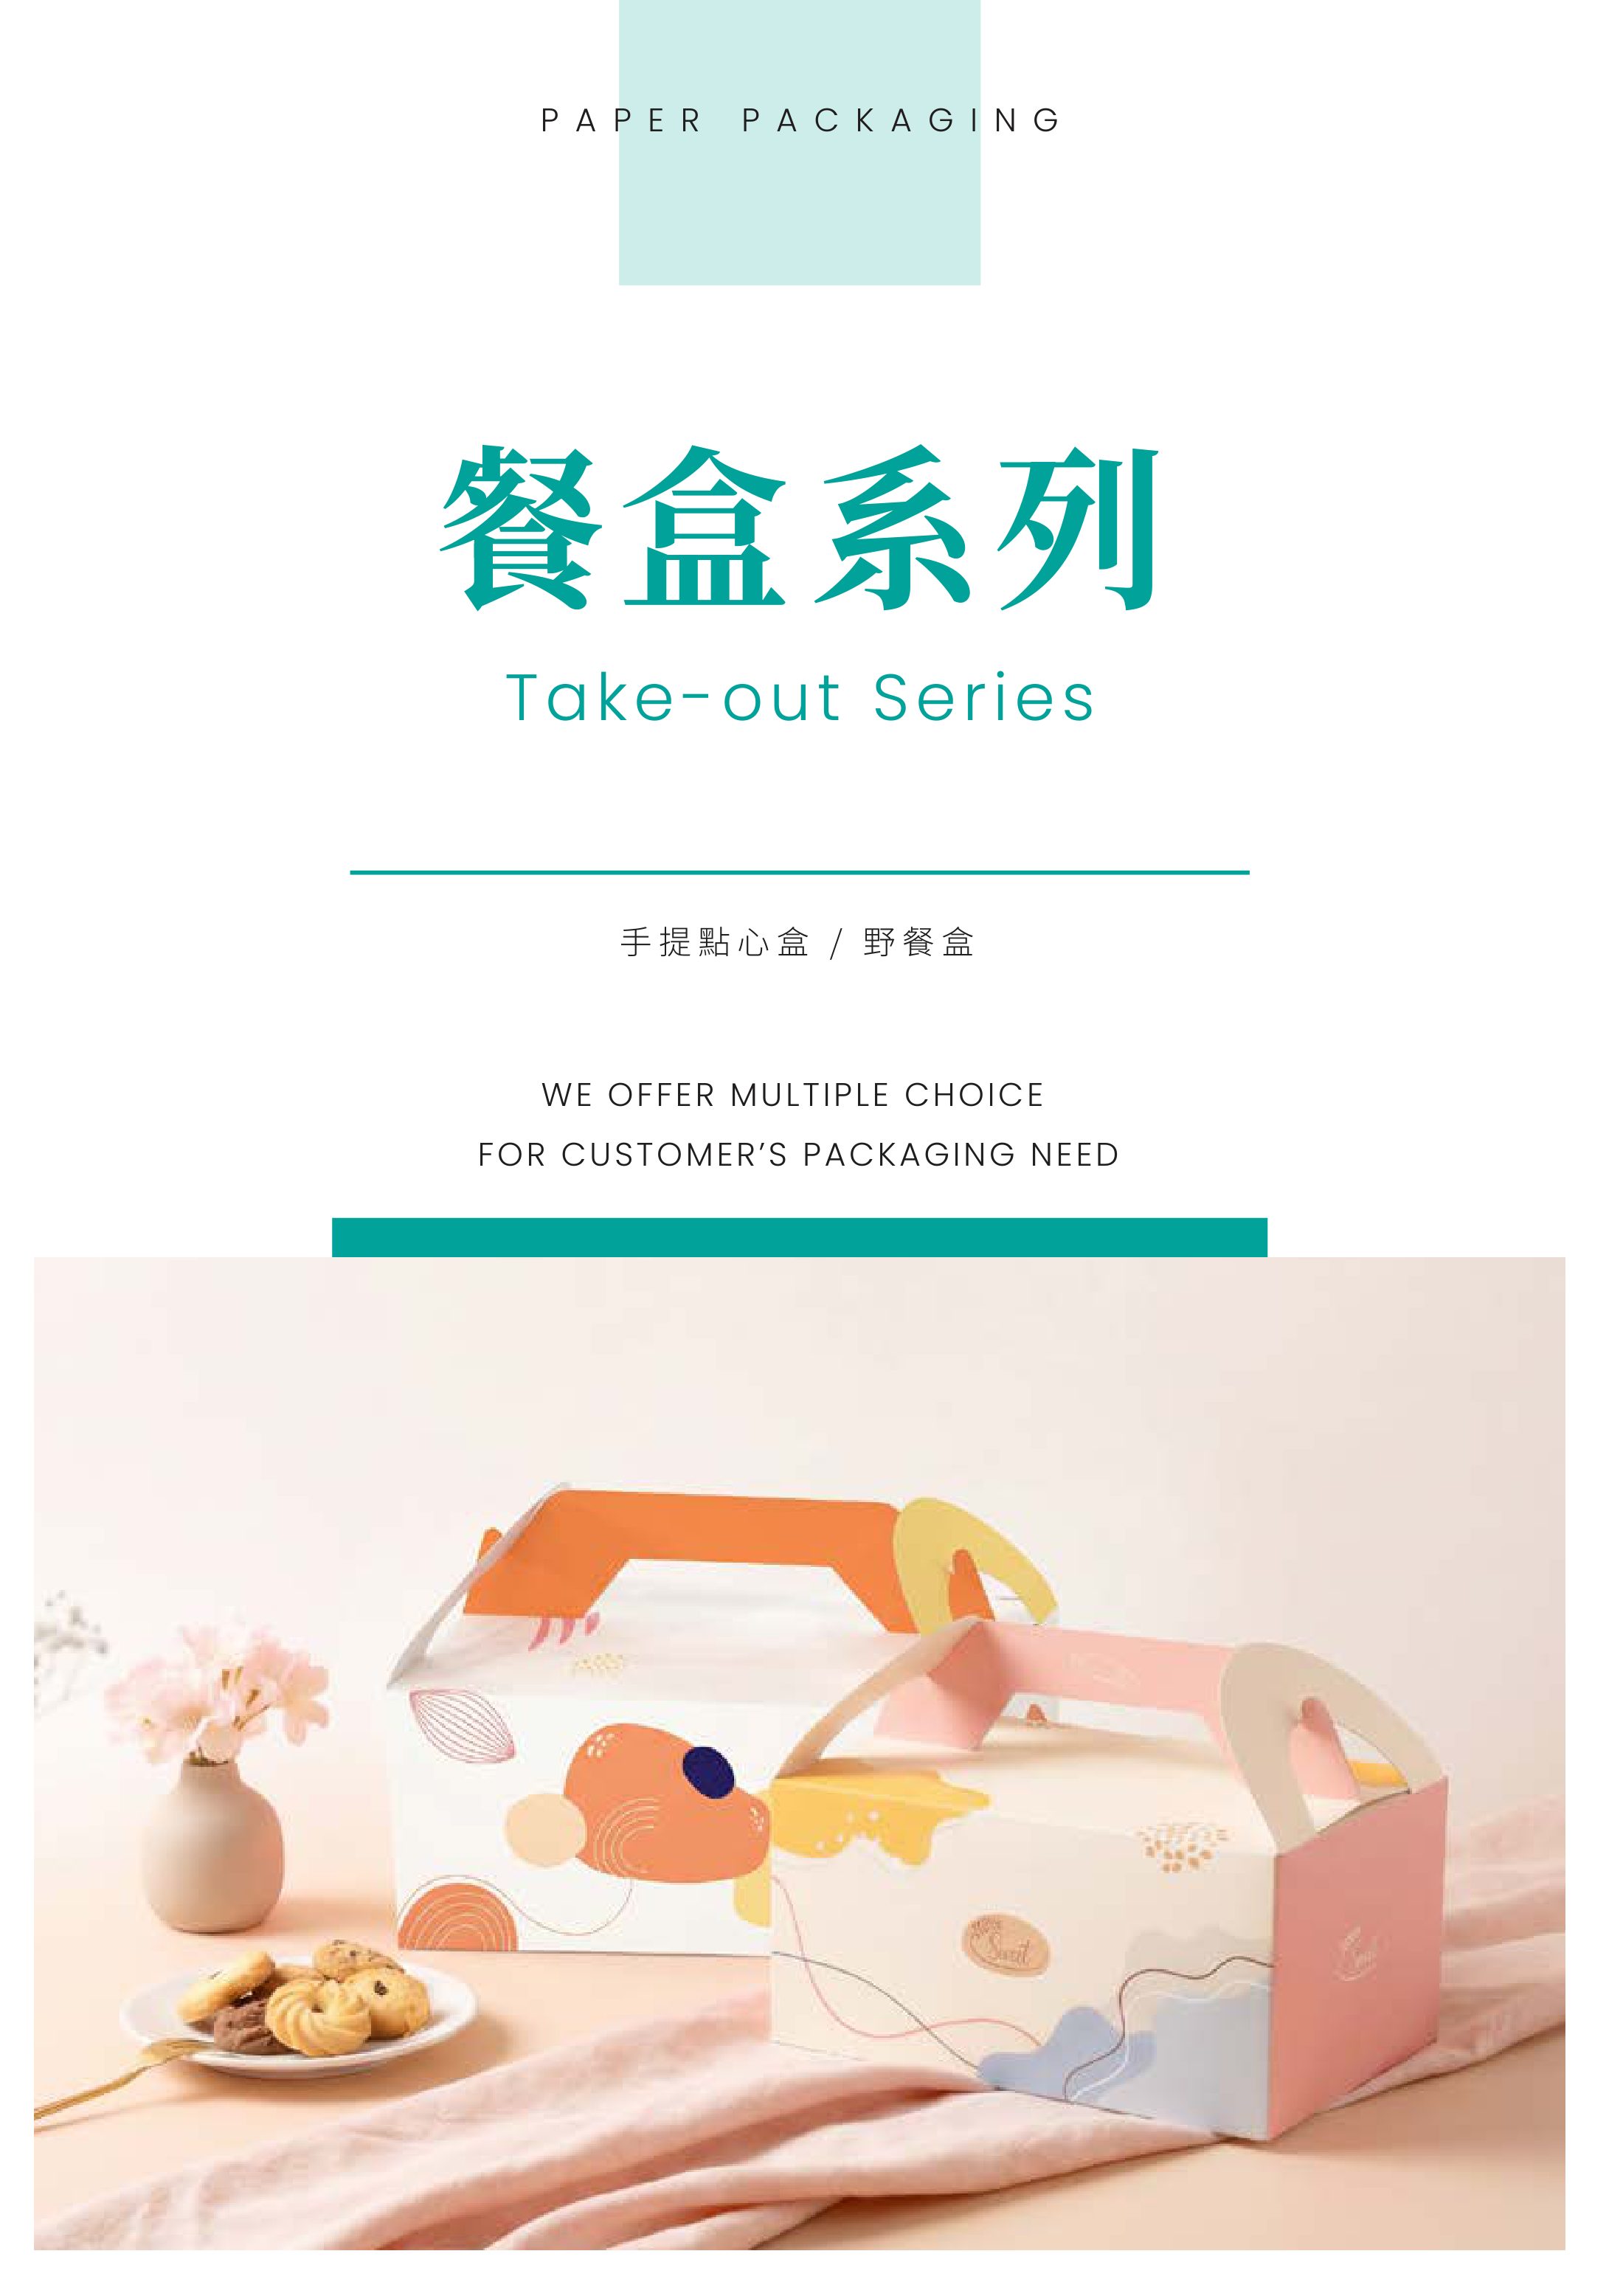 PAPER PACKAGING
餐盒系列
Take-out Series
手提點心盒 / 野餐盒
WE OFFER MULTIPLE CHOICE
FOR CUSTOMER’S PACKAGING NEED